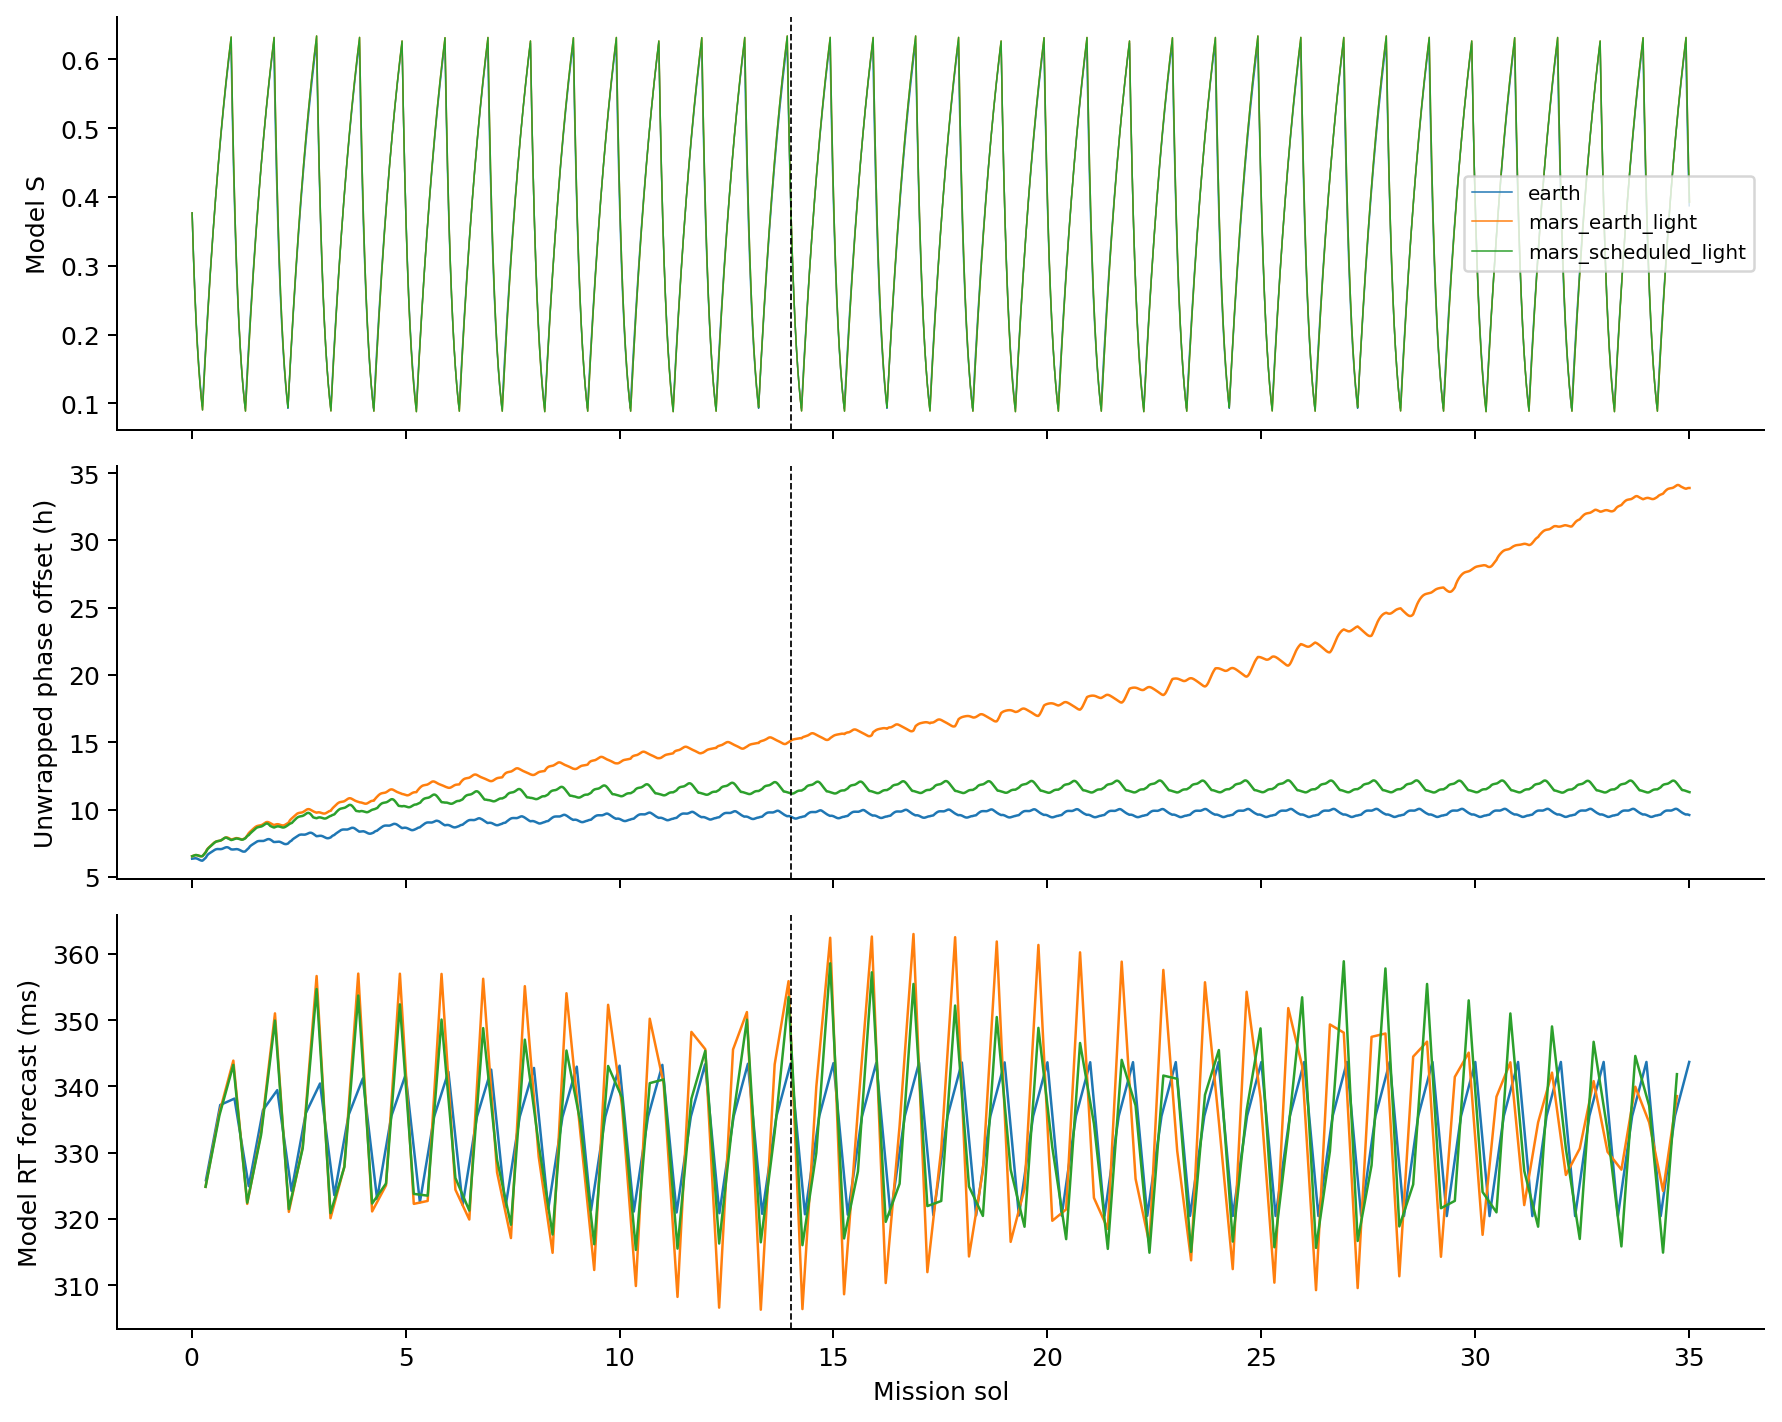 Model S
0.6
0.5
0.4
0.3
0.2
0.1
earth
mars_earth_light
mars_scheduled_light
Unwrapped phase offset (h)
35
30
25
20
15
10
5
Model RT forecast (ms)
360
350
340
330
320
310
0 5 10 15 20 25 30 35
Mission sol